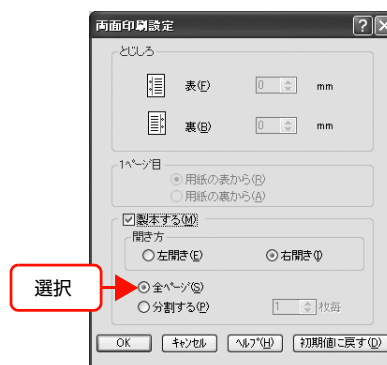 両面印刷設定
とじしろ
表(F) 0 mm
裏(B) 0 mm
1ページ目
用紙の表から(R)
用紙の裏から(A)
製本する(M)
開き方
左開き(E) 右開き(I)
選択 全ページ(S)
分割する(P) 1 枚毎
OK キャンセル ヘルプ(H) 初期値に戻す(D)